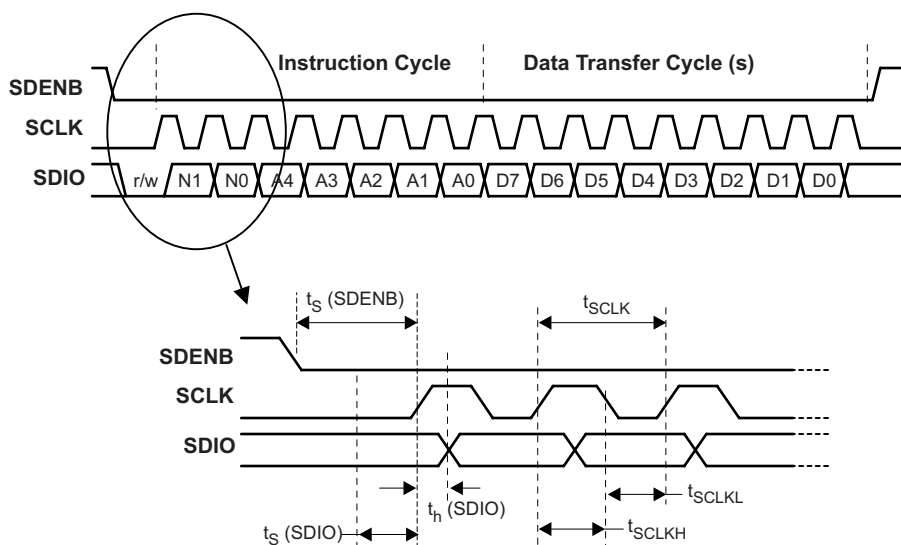 Instruction Cycle Data Transfer Cycle (s)
SDENB
SCLK
SDIO r/w N1 N0 A4 A3 A2 A1 A0 D7 D6 D5 D4 D3 D2 D1 D0
tS (SDENB) tSCLK
SDENB
SCLK
SDIO
th (SDIO) tSCLKL
tS (SDIO) tSCLKH